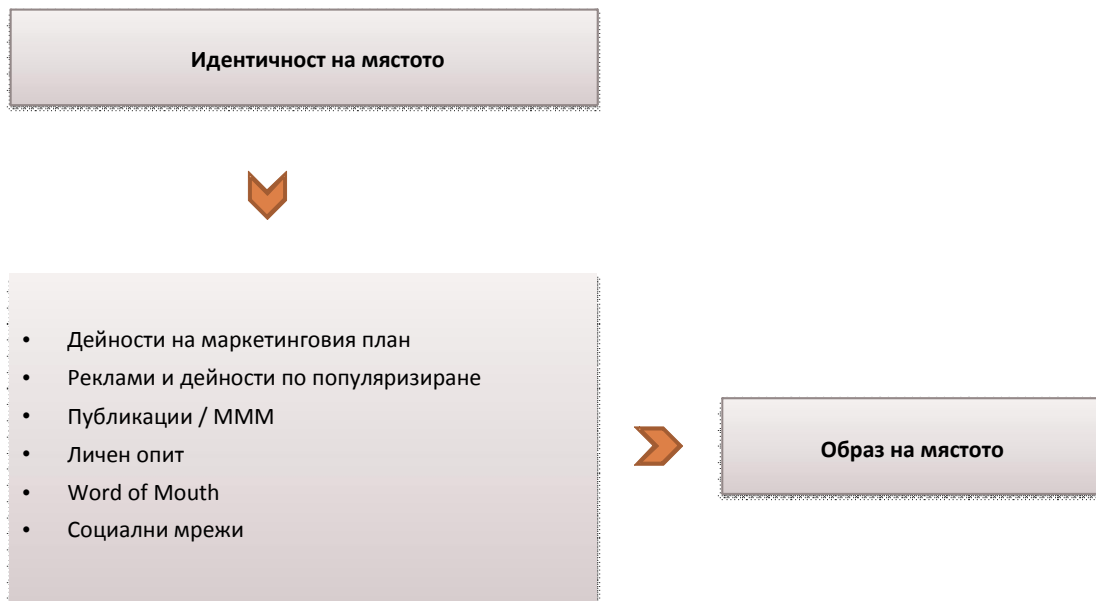 Идентичност на мястото
• Дейности на маркетинговия план
• Реклами и дейности по популяризиране
• Публикации / МММ
• Личен опит
• Word of Mouth
• Социални мрежи
Образ на мястото